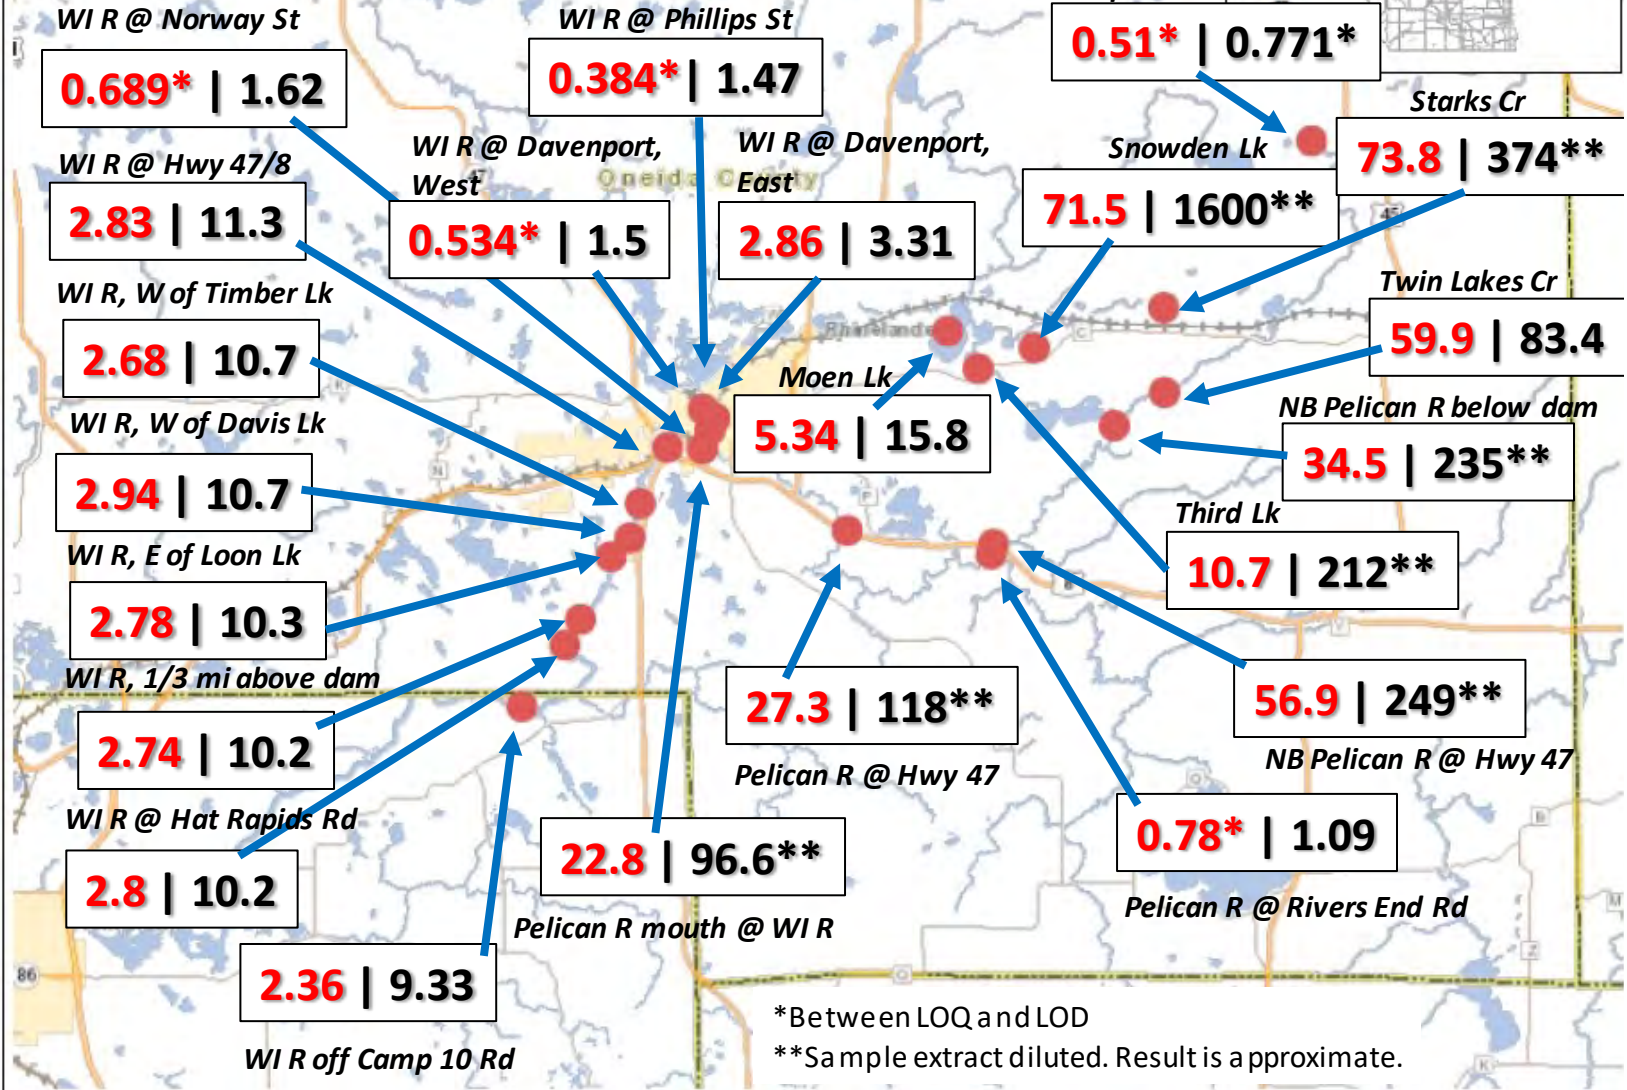 WI R @ Norway St
0.689* | 1.62
WI R @ Phillips St
0.384* | 1.47
0.51* | 0.771*
Starks Cr
73.8 | 374**
WI R @ Hwy 47/8
2.83 | 11.3
WI R @ Davenport,
West
0.534* | 1.5
WI R @ Davenport,
East
2.86 | 3.31
Oneida County
Snowden Lk
71.5 | 1600**
45
WI R, W of Timber Lk
2.68 | 10.7
Rhinelander
C
Twin Lakes Cr
59.9 | 83.4
Moen Lk
5.34 | 15.8
NB Pelican R below dam
34.5 | 235**
WI R, W of Davis Lk
2.94 | 10.7
N
P
Third Lk
10.7 | 212**
WI R, E of Loon Lk
2.78 | 10.3
8
V
WI R, 1/3 mi above dam
2.74 | 10.2
27.3 | 118**
Pelican R @ Hwy 47
56.9 | 249**
NB Pelican R @ Hwy 47
WI R @ Hat Rapids Rd
2.8 | 10.2
22.8 | 96.6**
Pelican R mouth @ WI R
Q
B
0.78* | 1.09
Pelican R @ Rivers End Rd
M
H
86
2.36 | 9.33
WI R off Camp 10 Rd
Q
K
*Between LOQ and LOD
**Sample extract diluted. Result is approximate.